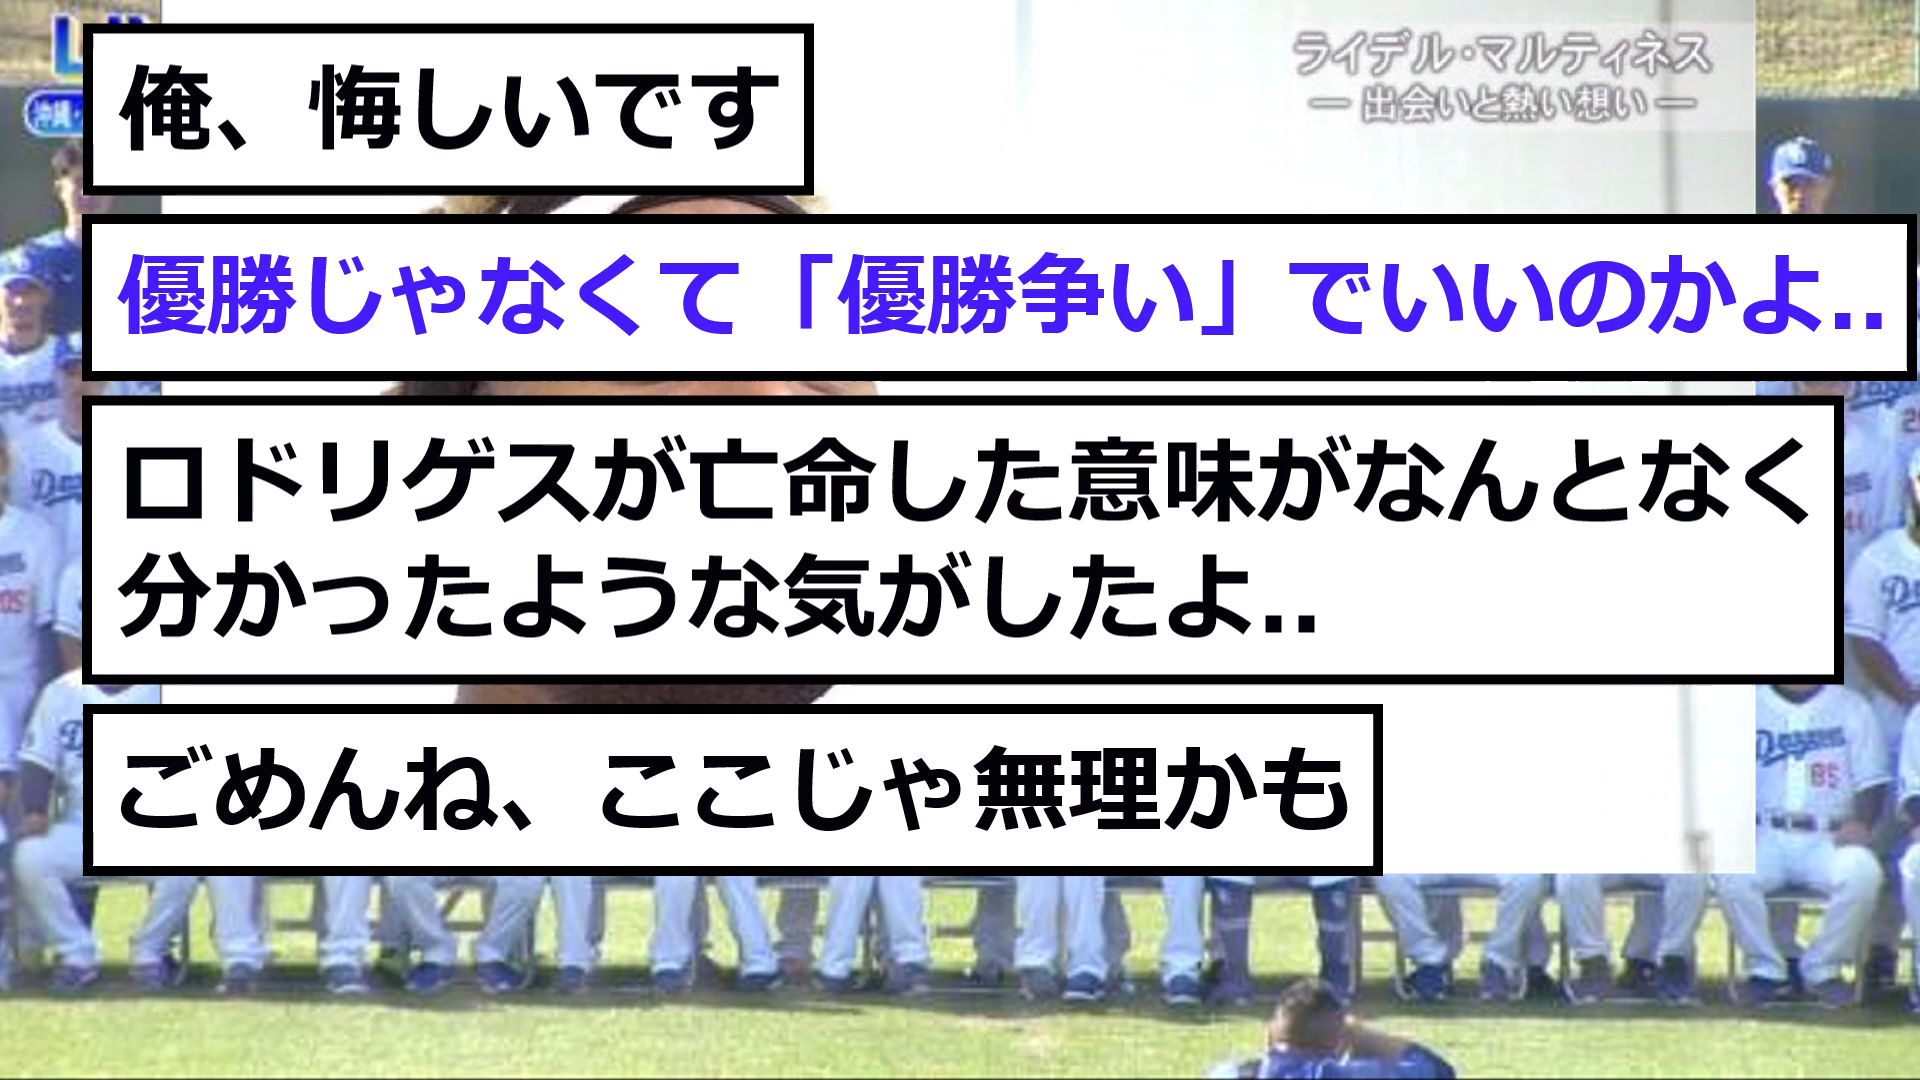 俺、悔しいです
ライデル・マルティネス
― 出会いと熱い想い ―
沖縄・
優勝じゃなくて「優勝争い」でいいのかよ..
ロドリゲスが亡命した意味がなんとなく
分かったような気がしたよ..
ごめんね、ここじゃ無理かも
Dragons
85